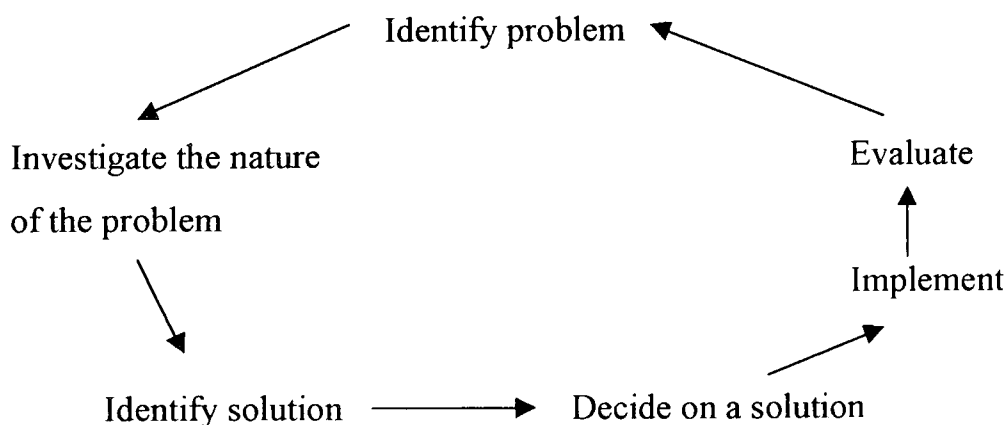 Identify problem
Investigate the nature
of the problem
Identify solution
Decide on a solution
Implement
Evaluate